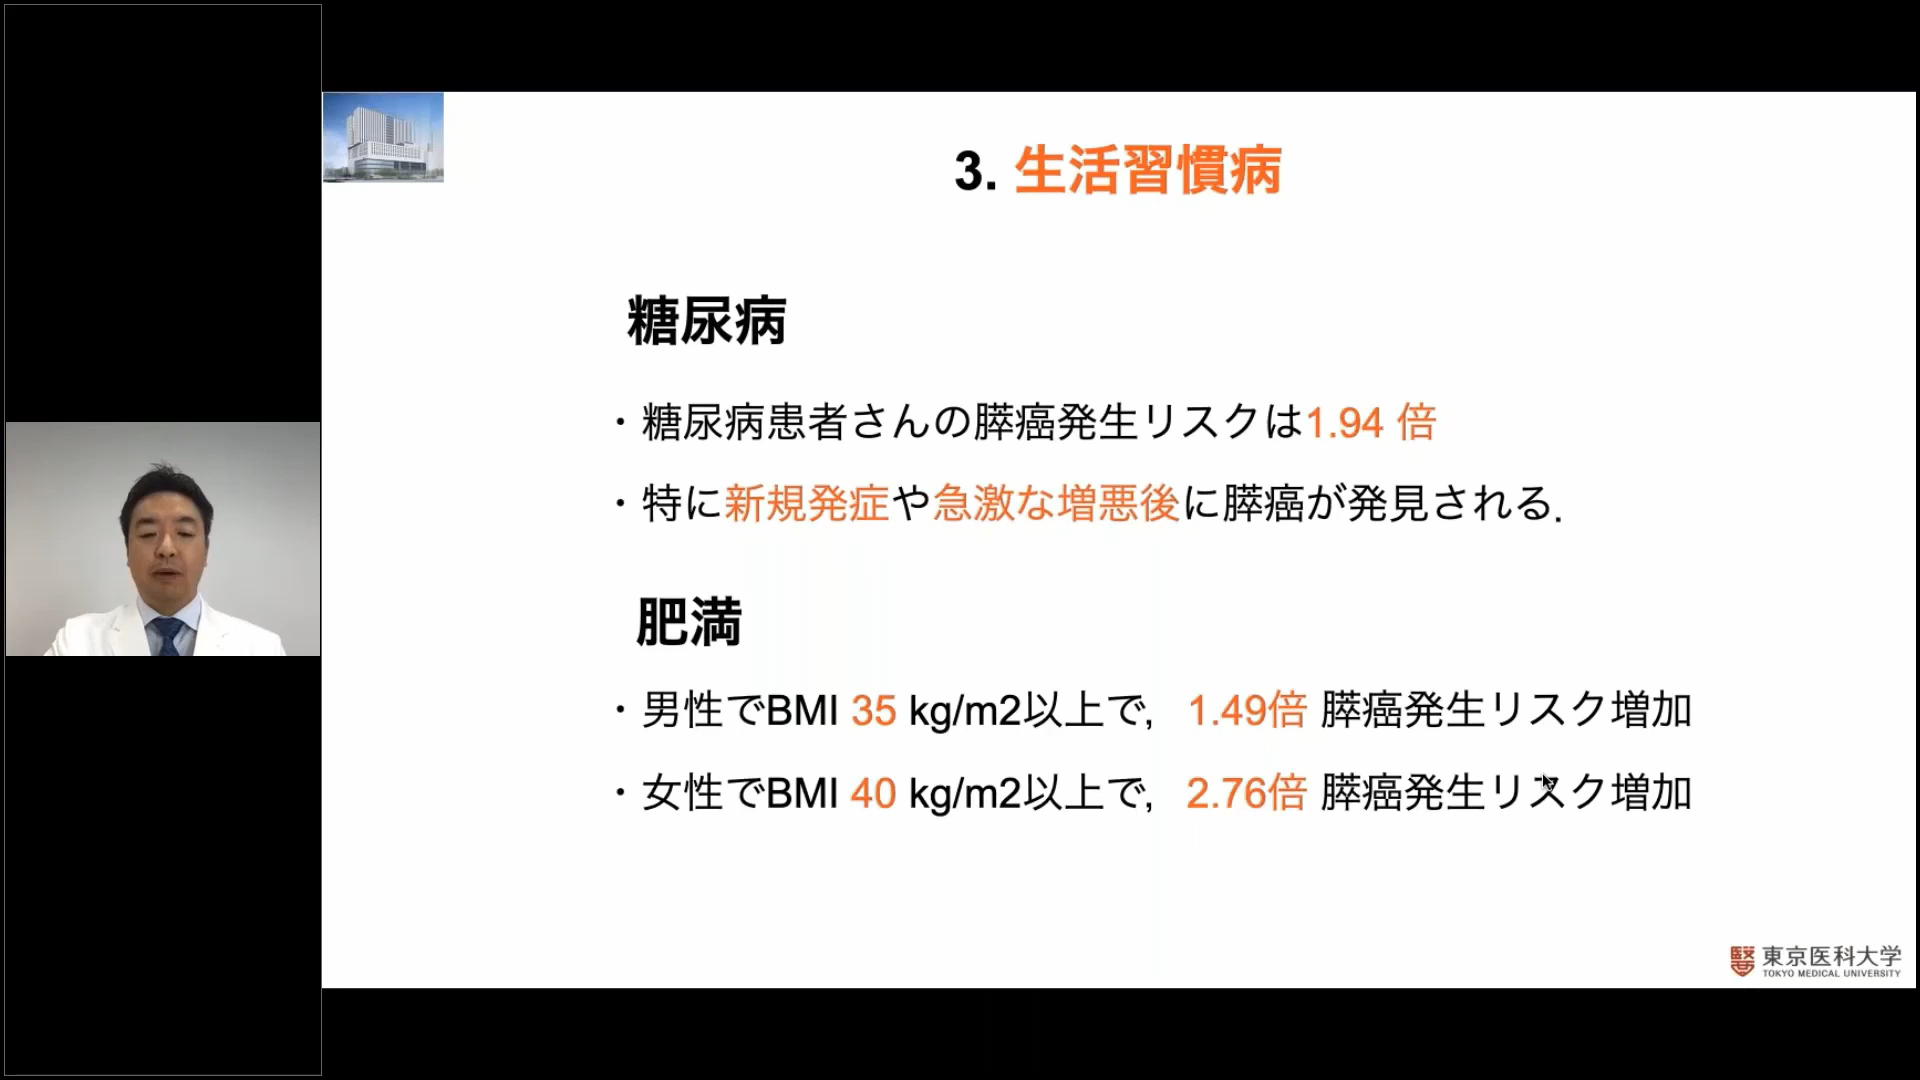 3. 生活習慣病
糖尿病
・糖尿病患者さんの膵癌発生リスクは1.94 倍
・特に新規発症や急激な増悪後に膵癌が発見される.
肥満
・男性でBMI 35 kg/m2以上で, 1.49倍 膵癌発生リスク増加
・女性でBMI 40 kg/m2以上で, 2.76倍 膵癌発生リスク増加
東京医科大学
TOKYO MEDICAL UNIVERSITY